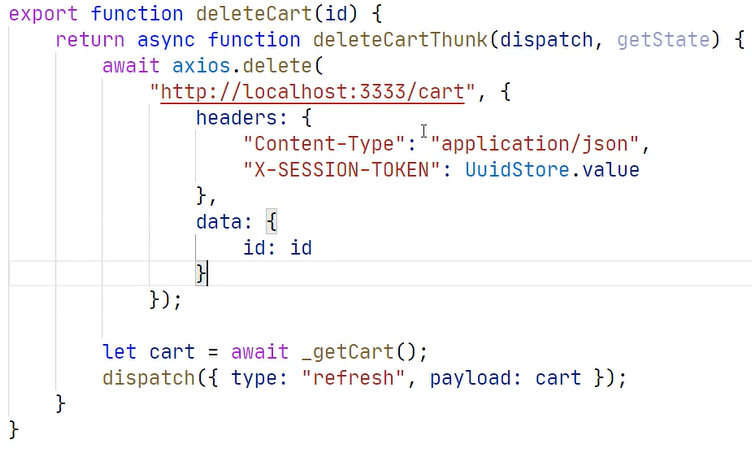 export function deleteCart(id) {
    return async function deleteCartThunk(dispatch, getState) {
        await axios.delete(
            "http://localhost:3333/cart", {
                headers: {
                    "Content-Type": "application/json",
                    "X-SESSION-TOKEN": UuidStore.value
                },
                data: {
                    id: id
                }
            });
        let cart = await _getCart();
        dispatch({ type: "refresh", payload: cart });
    }
}